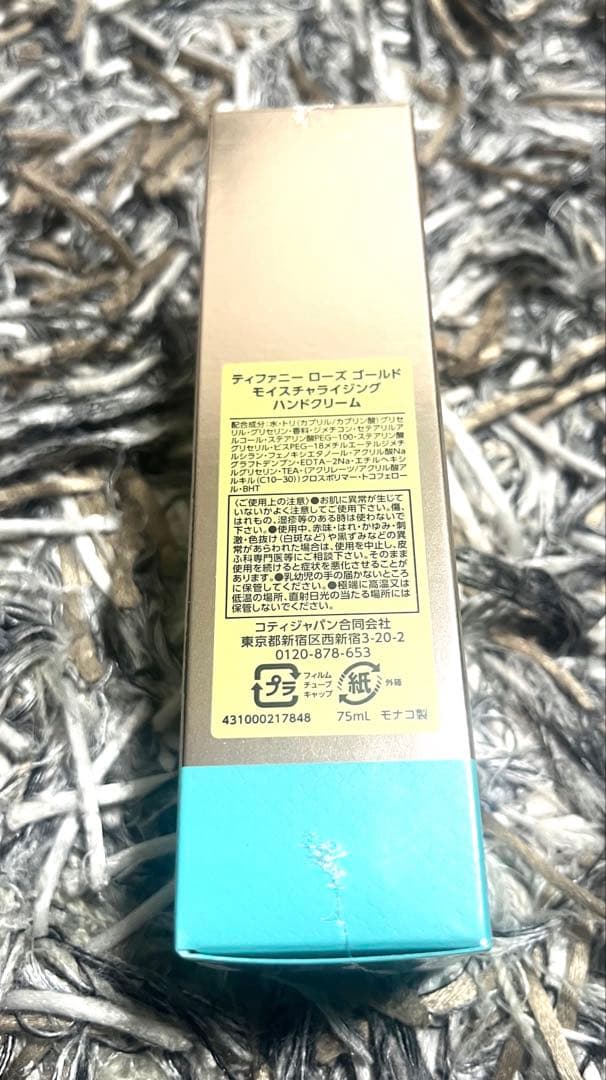 ティファニー ローズ ゴールド
モイスチャライジング
ハンドクリーム
配合成分:水・トリ(カプリル/カプリン酸)グリセ
リル・グリセリン・香料・ジメチコン・セテアリルア
ルコール・ステアリン酸PEG-100・ステアリン酸
グリセリル・ビスPEG-18メチルエーテルジメチ
ルシラン・フェノキシエタノール・アクリル酸Na
グラフトデンプン・EDTA-2Na・エチルヘキシ
ルグリセリン・TEA・(アクリレーツ/アクリル酸ア
ルキル(C10-30))クロスポリマー・トコフェロ
ール・BHT
〈ご使用上の注意〉●お肌に異常が生じて
いないかよく注意してご使用下さい。傷、
はれもの、湿疹等のある時は使わないで
下さい。●使用中、赤味・はれ・かゆみ・刺
激・色抜け(白斑など)や黒ずみなどの異
常があらわれた場合は、使用を中止し、皮
ふ科専門医等にご相談下さい。そのまま
使用を続けると症状を悪化させることが
あります。●乳幼児の手の届かないところ
に保管してください。●極端に高温又は
低温の場所、直射日光の当たる場所には
保管しないでください。
コティジャパン合同会社
東京都新宿区西新宿3-20-2
0120-878-653
プラ フィルム チューブ キャップ 紙 外箱
431000217848 75mL モナコ製